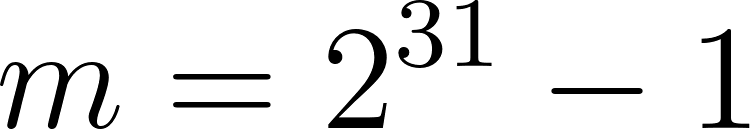 m = 2^{31} − 1